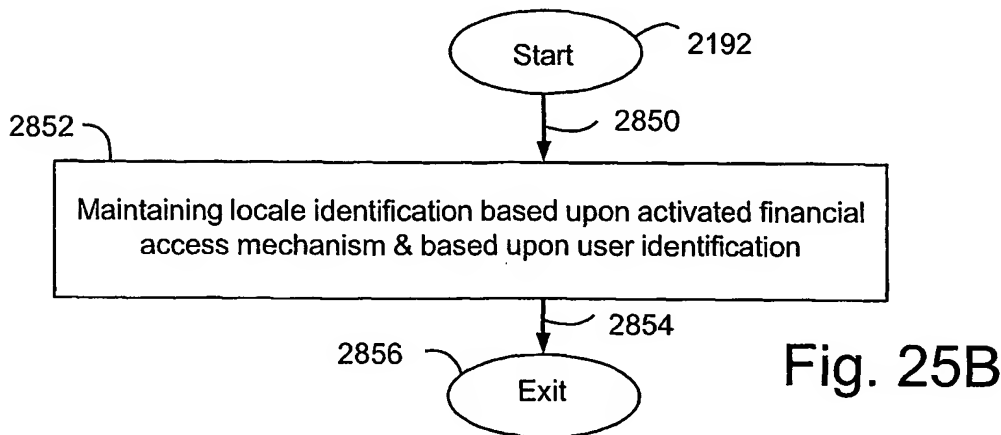 Start
2192
2850
2852
Maintaining locale identification based upon activated financial
access mechanism & based upon user identification
2854
2856
Exit
Fig. 25B